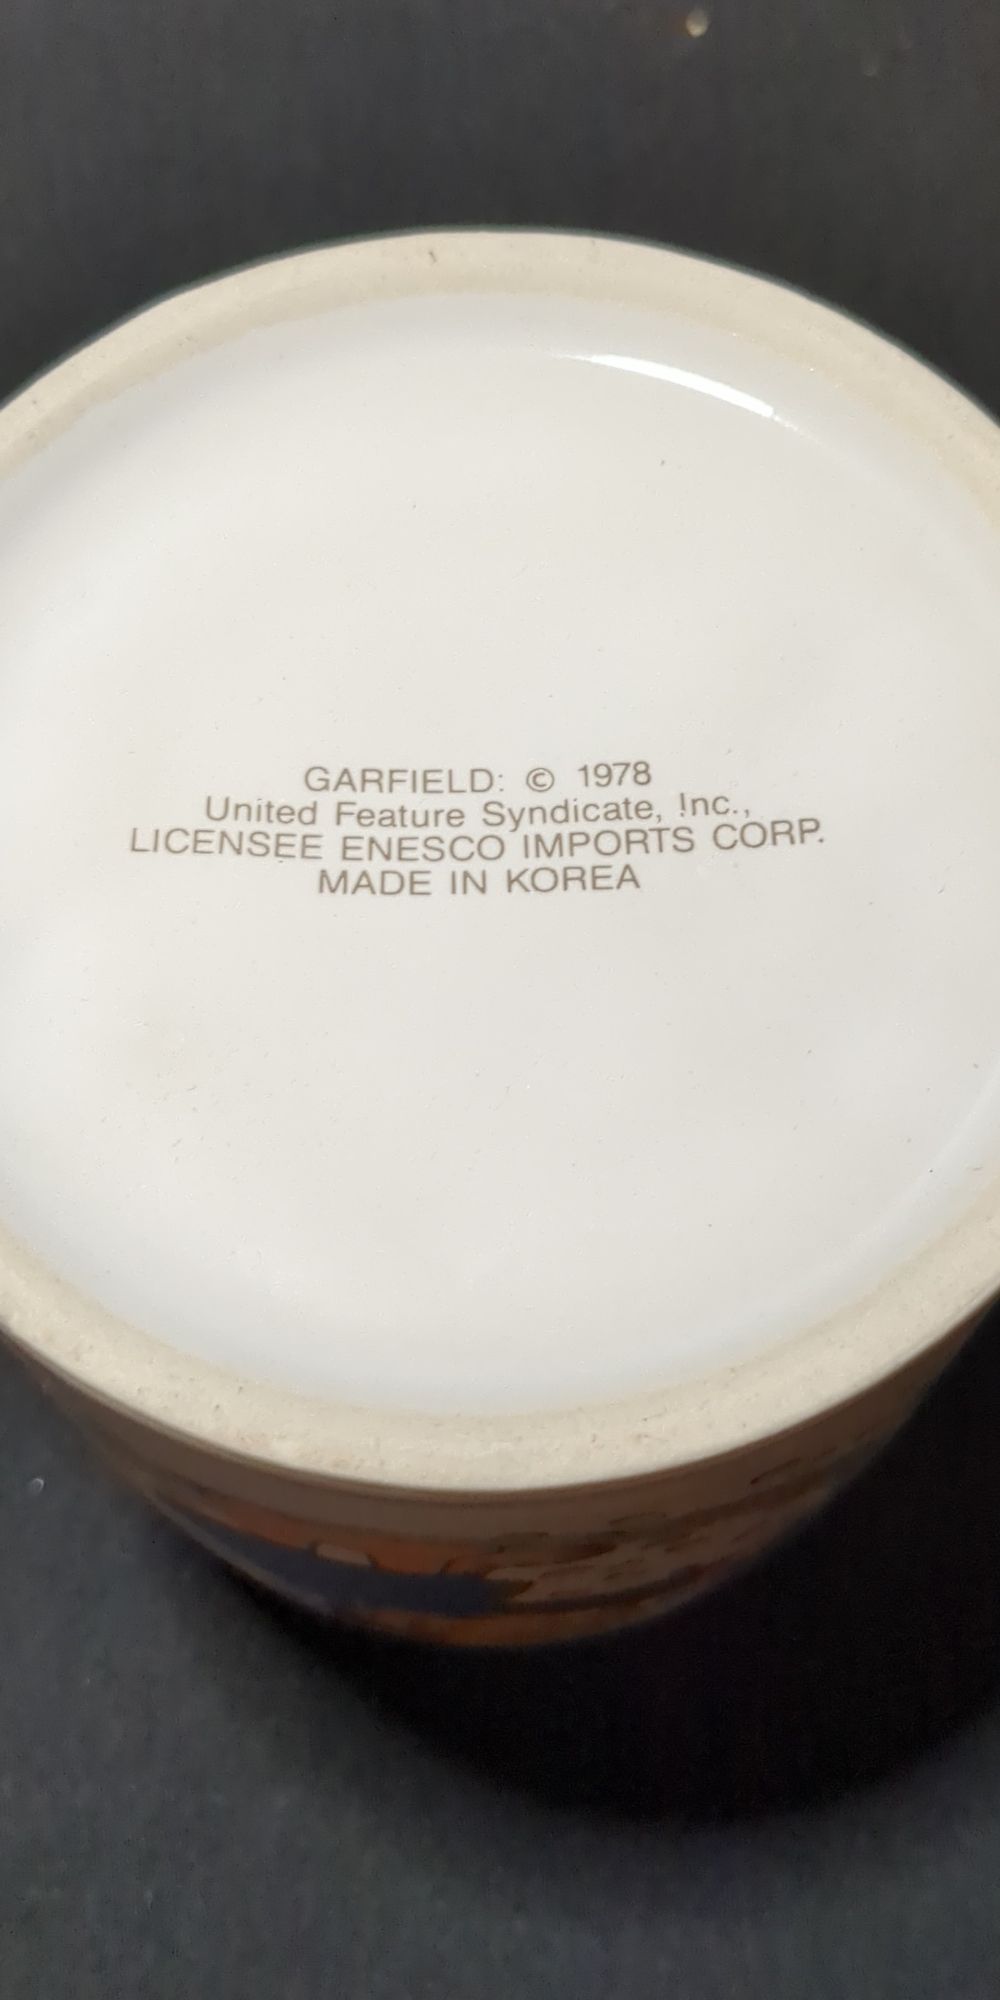 GARFIELD: © 1978
United Feature Syndicate, Inc.,
LICENSEE ENESCO IMPORTS CORP.
MADE IN KOREA